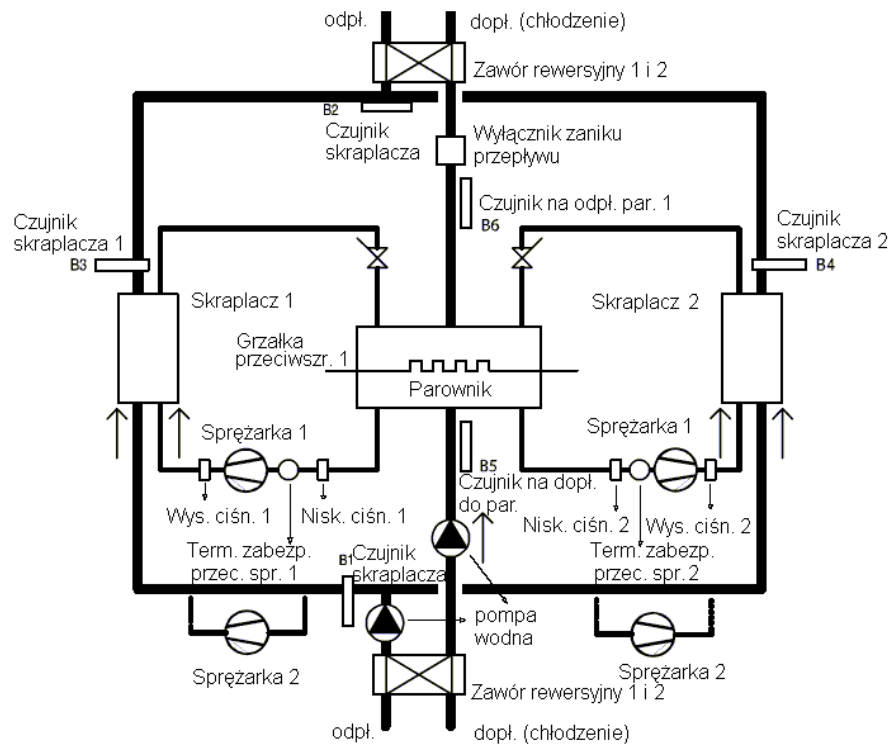 odpł.
dopł. (chłodzenie)
Zawór rewersyjny 1 i 2
B2
Czujnik
skraplacza
Wyłącznik zaniku
przepływu
Czujnik na odpł. par. 1
B6
Czujnik
skraplacza 1
B3
Czujnik
skraplacza 2
B4
Skraplacz 1
Skraplacz 2
Grzałka
przeciwszr. 1
Parownik
Sprężarka 1
Sprężarka 1
B5
Czujnik na dopł.
do par.
Wys. ciśn. 1
Nisk. ciśn. 1
Nisk. ciśn. 2
Wys. ciśn. 2
Term. zabezp.
przec. spr. 1
B1
Czujnik
skraplacza
Term. zabezp.
przec. spr. 2
pompa
wodna
Sprężarka 2
Sprężarka 2
Zawór rewersyjny 1 i 2
odpł.
dopł. (chłodzenie)